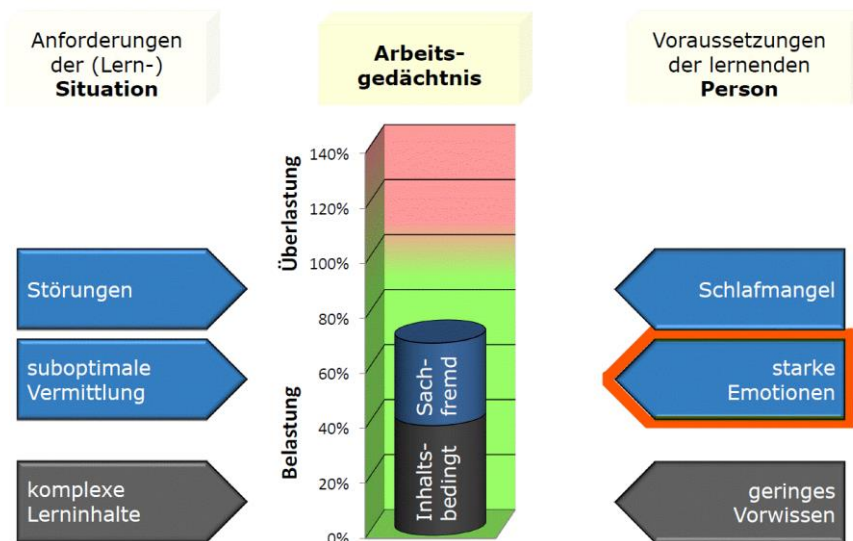 Anforderungen
der (Lern-)
Situation
Arbeits-
gedächtnis
Voraussetzungen
der lernenden
Person
Überlastung
Belastung
140%
120%
100%
80%
60%
40%
20%
0%
Störungen
suboptimale
Vermittlung
komplexe
Lerninhalte
Sach-
fremd
Inhalts-
bedingt
Schlafmangel
starke
Emotionen
geringes
Vorwissen